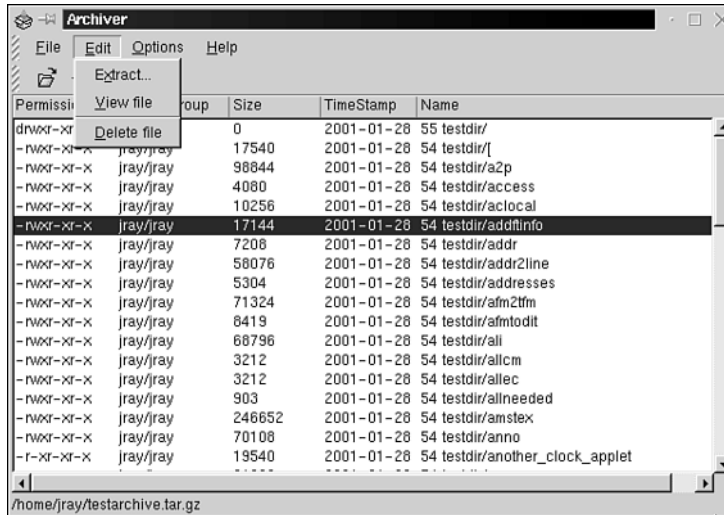 Archiver
File Edit Options Help
Extract...
View file
Delete file
Permissi roup Size TimeStamp Name
drwxr-xr-x 0 2001-01-28 55 testdir/
-rwxr-xr-x jray/jray 17540 2001-01-28 54 testdir/[
-rwxr-xr-x jray/jray 98844 2001-01-28 54 testdir/a2p
-rwxr-xr-x jray/jray 4080 2001-01-28 54 testdir/access
-rwxr-xr-x jray/jray 10256 2001-01-28 54 testdir/aclocal
-rwxr-xr-x jray/jray 17144 2001-01-28 54 testdir/addftinfo
-rwxr-xr-x jray/jray 7208 2001-01-28 54 testdir/addr
-rwxr-xr-x jray/jray 58076 2001-01-28 54 testdir/addr2line
-rwxr-xr-x jray/jray 5304 2001-01-28 54 testdir/addresses
-rwxr-xr-x jray/jray 71324 2001-01-28 54 testdir/afm2tfm
-rwxr-xr-x jray/jray 8419 2001-01-28 54 testdir/afmtodit
-rwxr-xr-x jray/jray 68796 2001-01-28 54 testdir/ali
-rwxr-xr-x jray/jray 3212 2001-01-28 54 testdir/allcm
-rwxr-xr-x jray/jray 3212 2001-01-28 54 testdir/allec
-rwxr-xr-x jray/jray 903 2001-01-28 54 testdir/allneeded
-rwxr-xr-x jray/jray 246652 2001-01-28 54 testdir/amstex
-rwxr-xr-x jray/jray 70108 2001-01-28 54 testdir/anno
-r-xr-xr-x jray/jray 19540 2001-01-28 54 testdir/another_clock_applet
/home/jray/testarchive.tar.gz